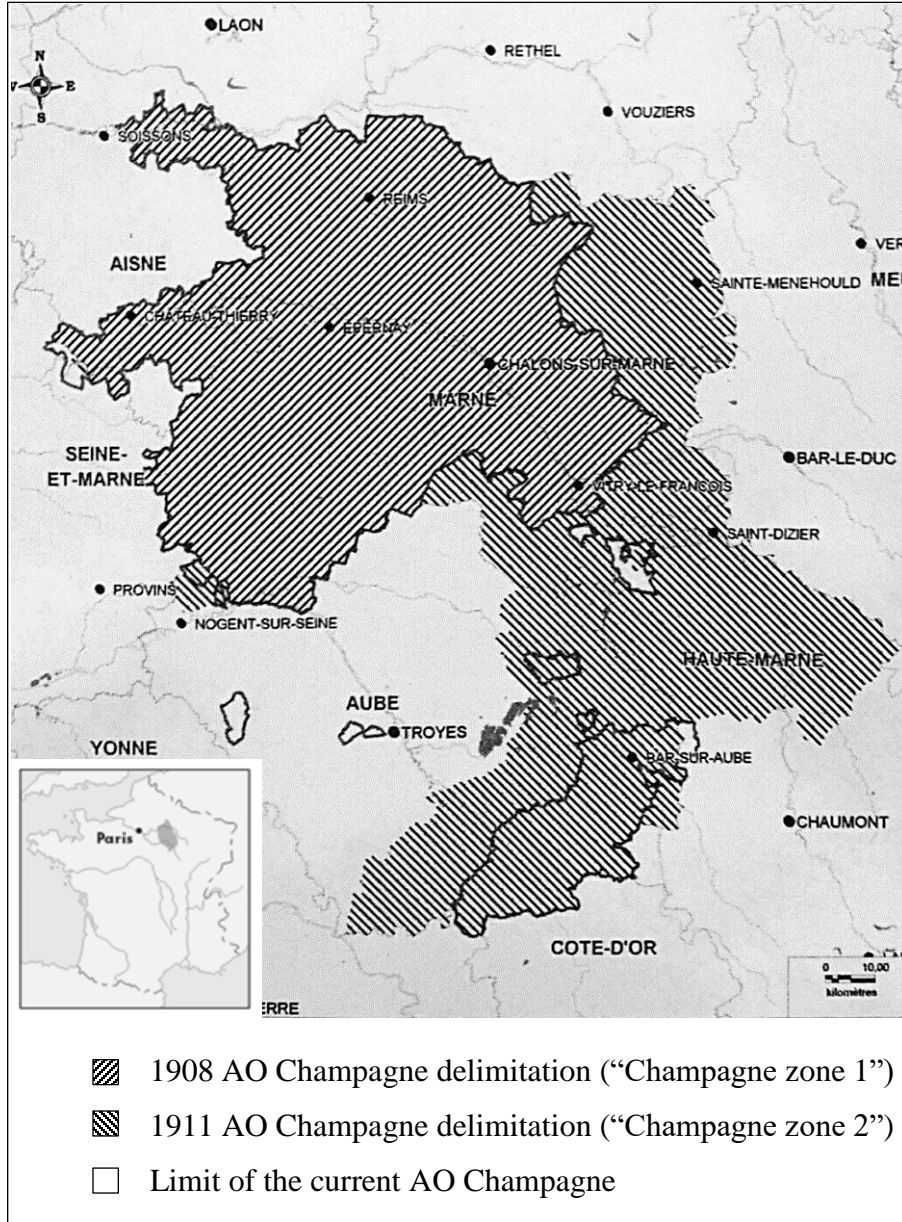 LAON
RETHEL
N
E
S
VOUZIERS
SOISSONS
REIMS
VER
AISNE
SAINTE-MENEHOULD
MEU
CHATEAU-THIERRY
EPERNAY
CHALONS-SUR-MARNE
MARNE
SEINE-
ET-MARNE
BAR-LE-DUC
VITRY-LE-FRANCOIS
SAINT-DIZIER
PROVINS
NOGENT-SUR-SEINE
HAUTE-MARNE
AUBE
TROYES
YONNE
BAR-SUR-AUBE
Paris
CHAUMONT
COTE-D'OR
0 10,00
kilomètres
ERRE
1908 AO Champagne delimitation (“Champagne zone 1”)
1911 AO Champagne delimitation (“Champagne zone 2”)
Limit of the current AO Champagne